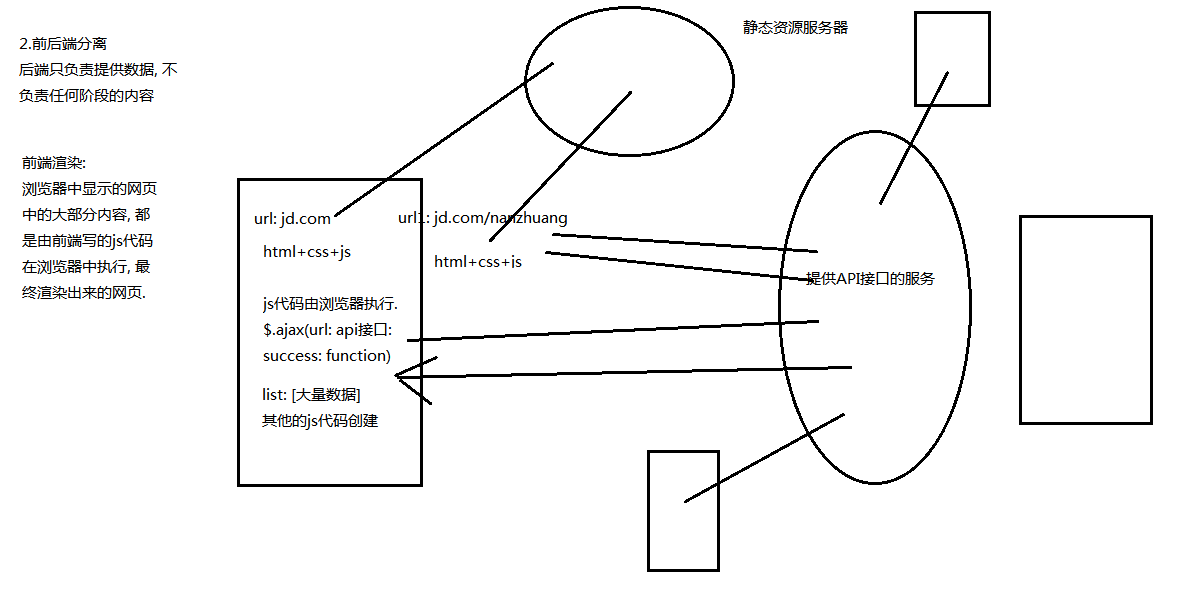 2.前后端分离
后端只负责提供数据, 不
负责任何阶段的内容
前端渲染:
浏览器中显示的网页
中的大部分内容, 都
是由前端写的js代码
在浏览器中执行, 最
终渲染出来的网页.
静态资源服务器
url: jd.com
html+css+js
js代码由浏览器执行.
$.ajax(url: api接口:
success: function)
list: [大量数据]
其他的js代码创建
url1: jd.com/nanzhuang
html+css+js
提供API接口的服务